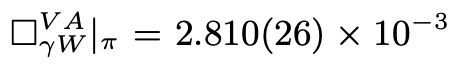 □_{γW}^{VA}|_π = 2.810(26) × 10^{−3}